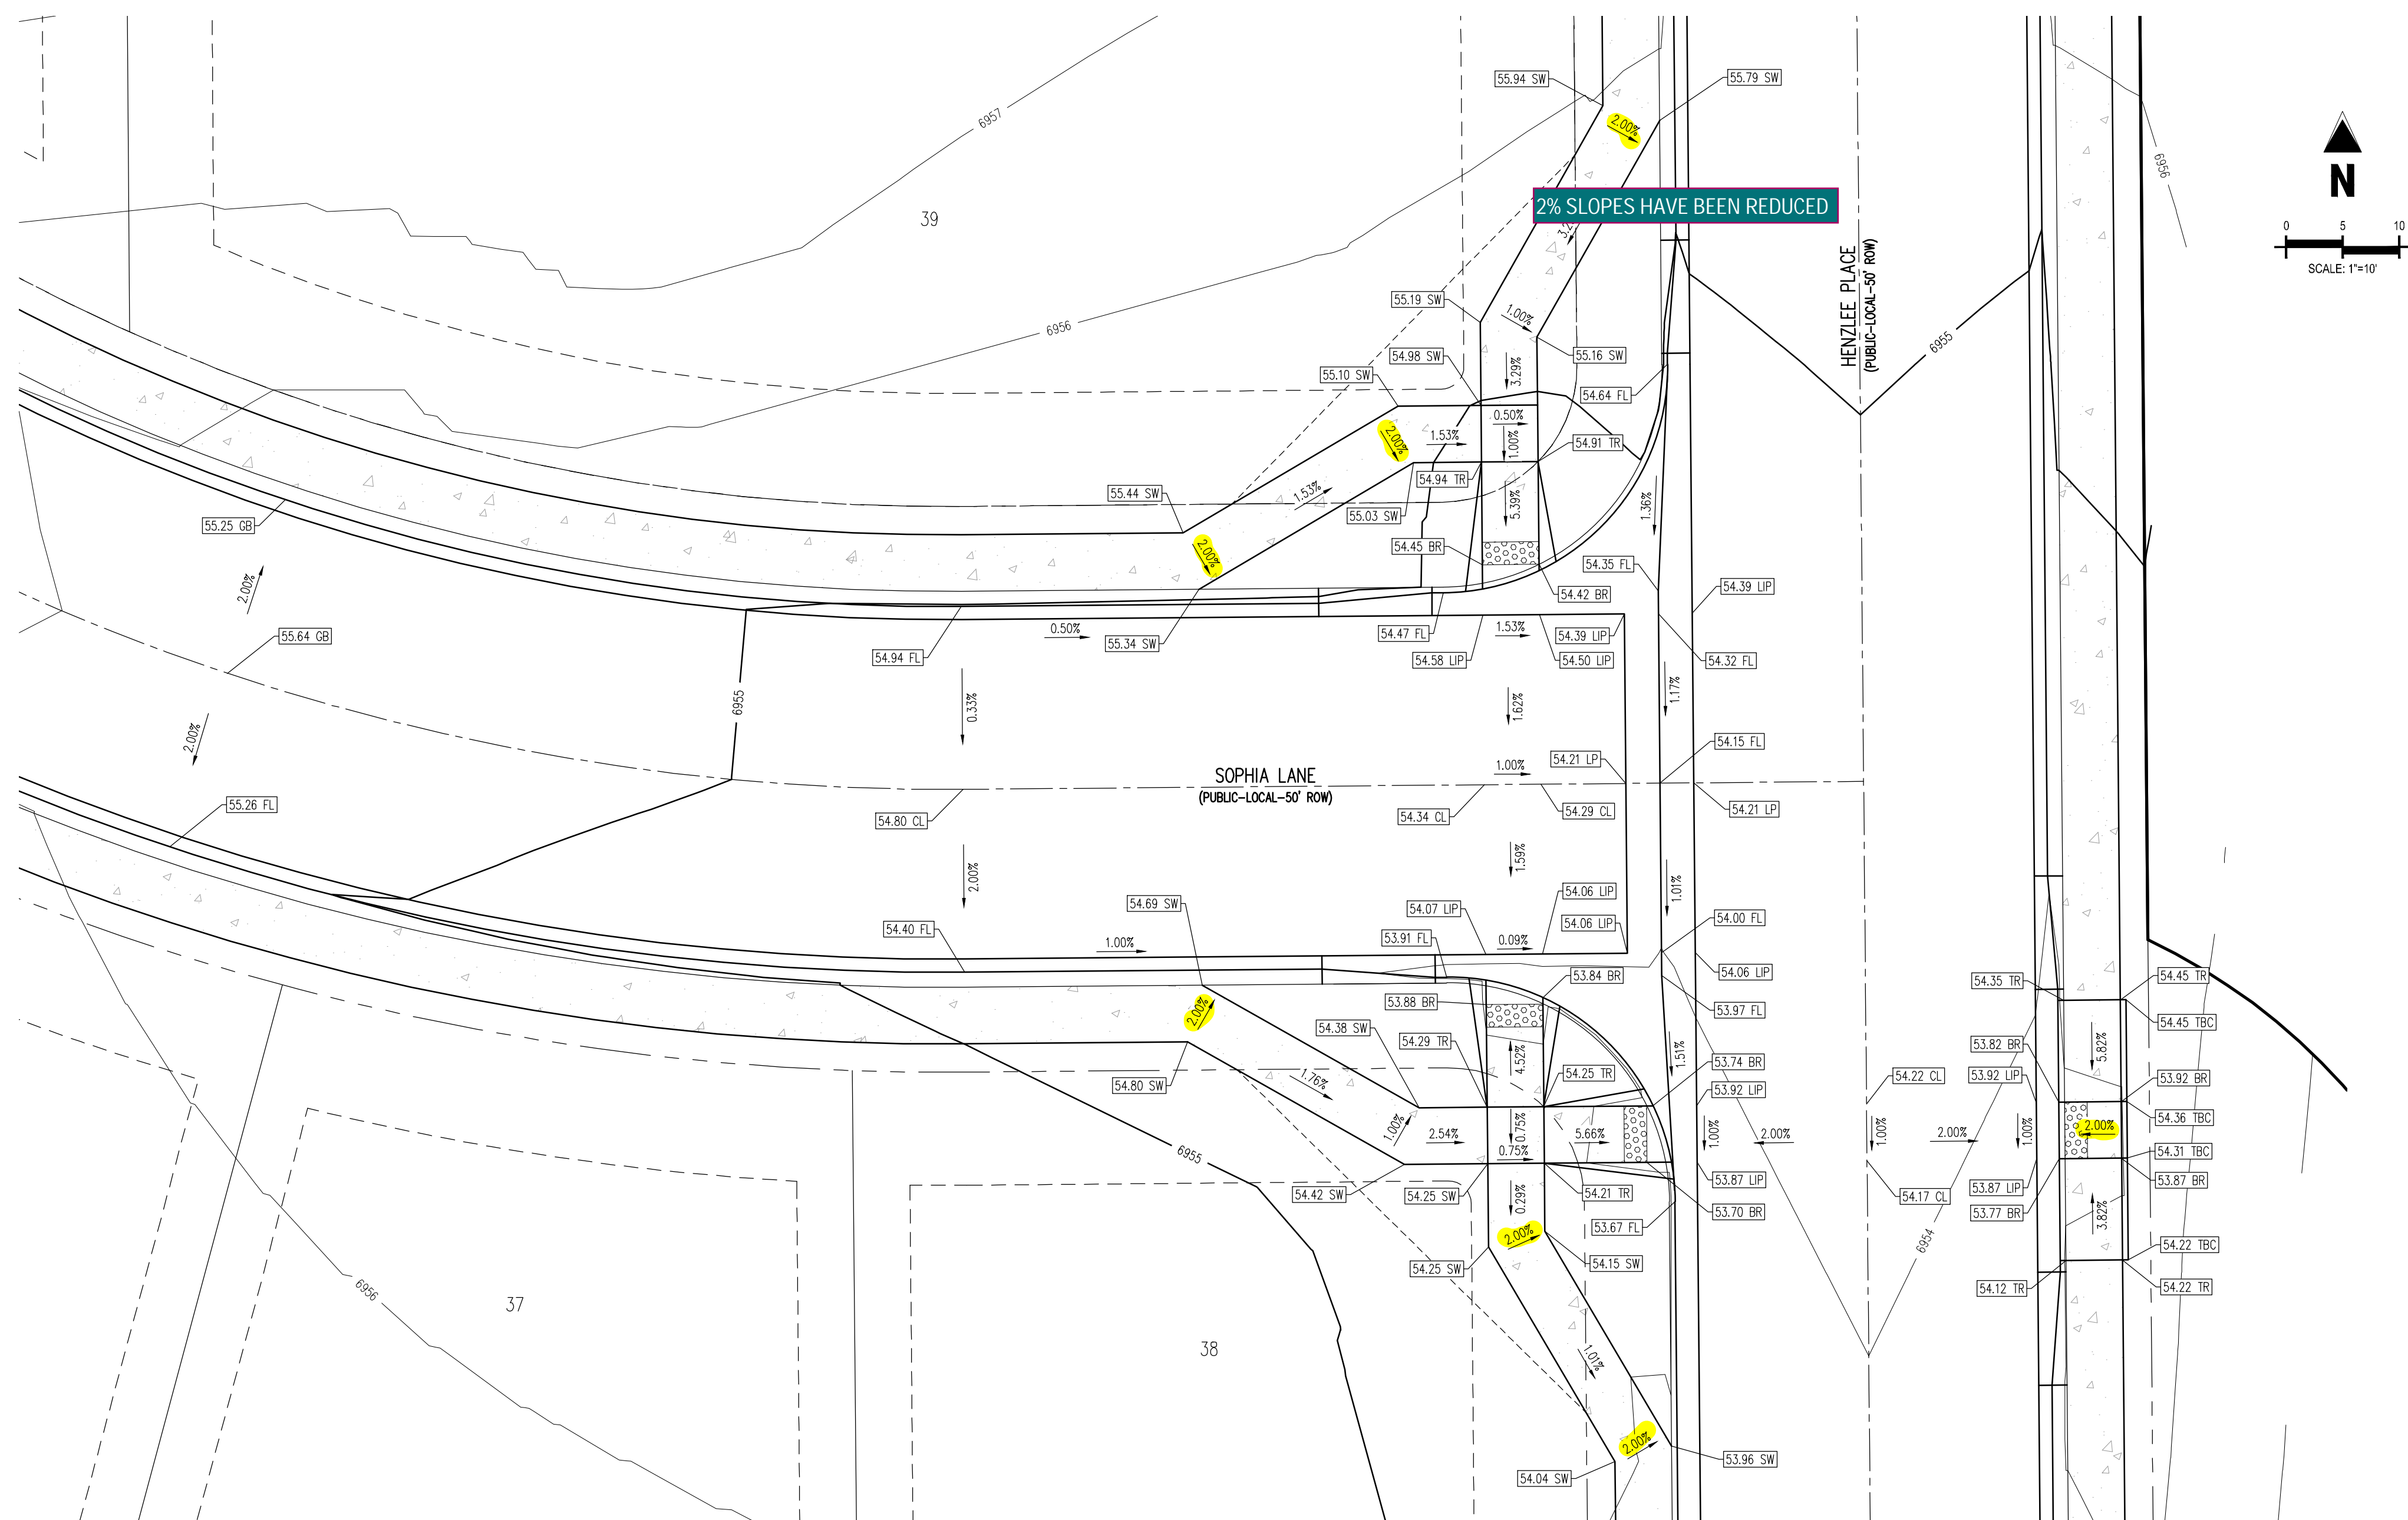 55.94 SW
55.79 SW
2.00%
6957
6956
N
2% SLOPES HAVE BEEN REDUCED
39
0 5 10
SCALE: 1"=10'
HENZLEE PLACE
(PUBLIC-LOCAL-50' ROW)
55.19 SW
1.00%
6956
6955
54.98 SW
55.16 SW
3.29%
55.10 SW
54.64 FL
0.50%
2.00%
1.53%
1.00%
54.91 TR
54.94 TR
55.44 SW
1.53%
5.39%
1.36%
55.03 SW
55.25 GB
54.45 BR
2.00%
54.35 FL
2.00%
54.39 LIP
54.42 BR
55.64 GB
0.50%
54.47 FL
1.53%
54.39 LIP
55.34 SW
54.94 FL
54.58 LIP
54.50 LIP
54.32 FL
6955
0.33%
1.62%
1.17%
2.00%
54.15 FL
54.21 LP
SOPHIA LANE
(PUBLIC-LOCAL-50' ROW)
1.00%
55.26 FL
54.80 CL
54.34 CL
54.29 CL
54.21 LP
2.00%
1.59%
1.01%
54.69 SW
54.06 LIP
54.07 LIP
54.06 LIP
54.00 FL
54.40 FL
1.00%
53.91 FL
0.09%
54.06 LIP
53.84 BR
54.35 TR
54.45 TR
2.00%
53.88 BR
53.97 FL
54.45 TBC
54.38 SW
54.29 TR
4.52%
1.51%
53.82 BR
5.82%
53.74 BR
54.25 TR
54.22 CL
53.92 LIP
53.92 BR
54.80 SW
1.76%
53.92 LIP
54.36 TBC
1.00%
2.54%
0.75%
5.66%
1.00%
2.00%
1.00%
2.00%
1.00%
2.00%
54.31 TBC
6955
0.75%
53.87 LIP
53.87 BR
54.42 SW
54.25 SW
0.29%
54.21 TR
54.17 CL
53.87 LIP
53.70 BR
53.77 BR
3.82%
53.67 FL
2.00%
6954
54.22 TBC
54.25 SW
54.15 SW
54.12 TR
54.22 TR
6956
37
38
1.01%
2.00%
53.96 SW
54.04 SW